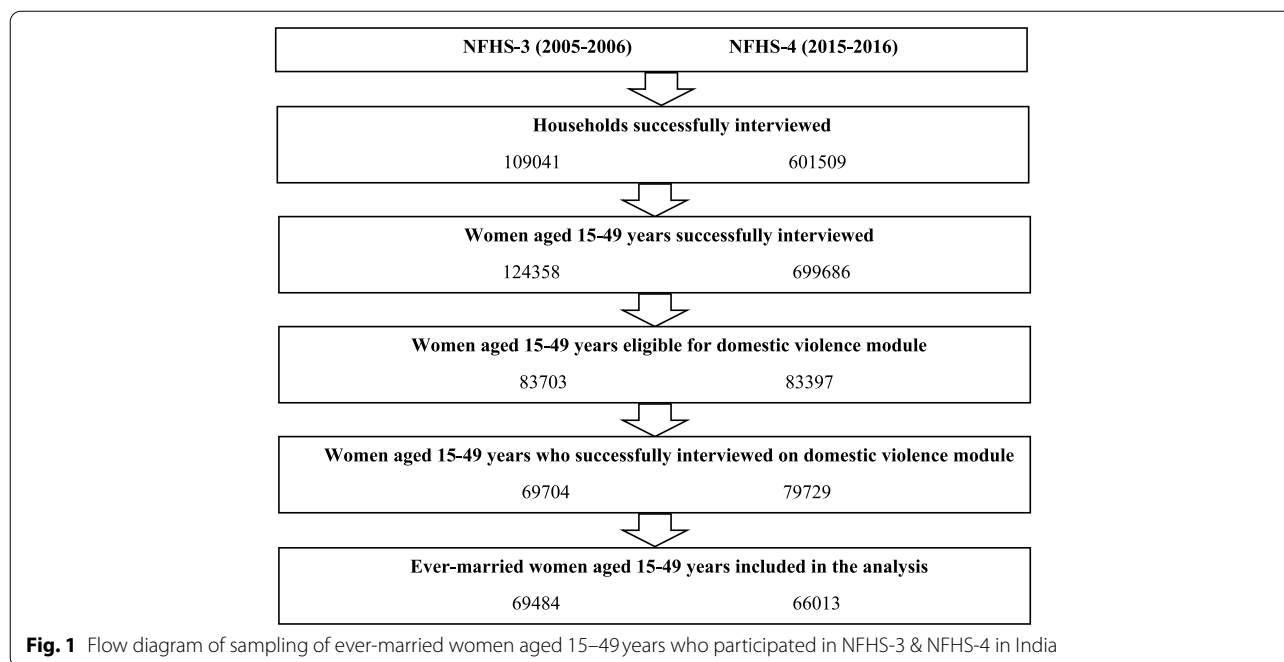 NFHS-3 (2005-2006) NFHS-4 (2015-2016)
Households successfully interviewed
109041 601509
Women aged 15-49 years successfully interviewed
124358 699686
Women aged 15-49 years eligible for domestic violence module
83703 83397
Women aged 15-49 years who successfully interviewed on domestic violence module
69704 79729
Ever-married women aged 15-49 years included in the analysis
69484 66013
Fig. 1 Flow diagram of sampling of ever-married women aged 15–49 years who participated in NFHS-3 & NFHS-4 in India